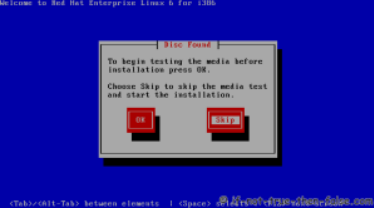 Welcome to Red Hat Enterprise Linux 6 for i386
Disc Found
To begin testing the media before
installation press OK.
Choose Skip to skip the media test
and start the installation.
OK
Skip
<Tab>/<Alt-Tab> between elements | <Space> selects |